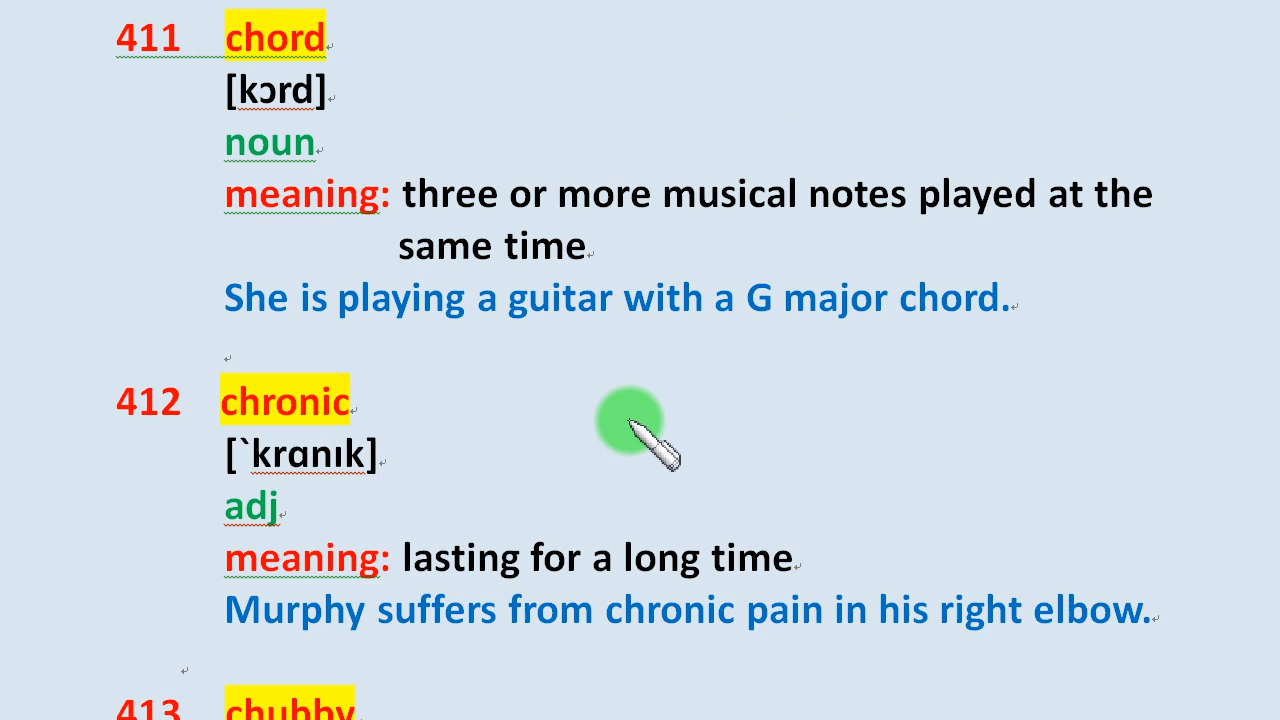 411 chord
[kɔrd]
noun
meaning: three or more musical notes played at the
same time
She is playing a guitar with a G major chord.
412 chronic
[`krɑnɪk]
adj
meaning: lasting for a long time
Murphy suffers from chronic pain in his right elbow.
413 chubby